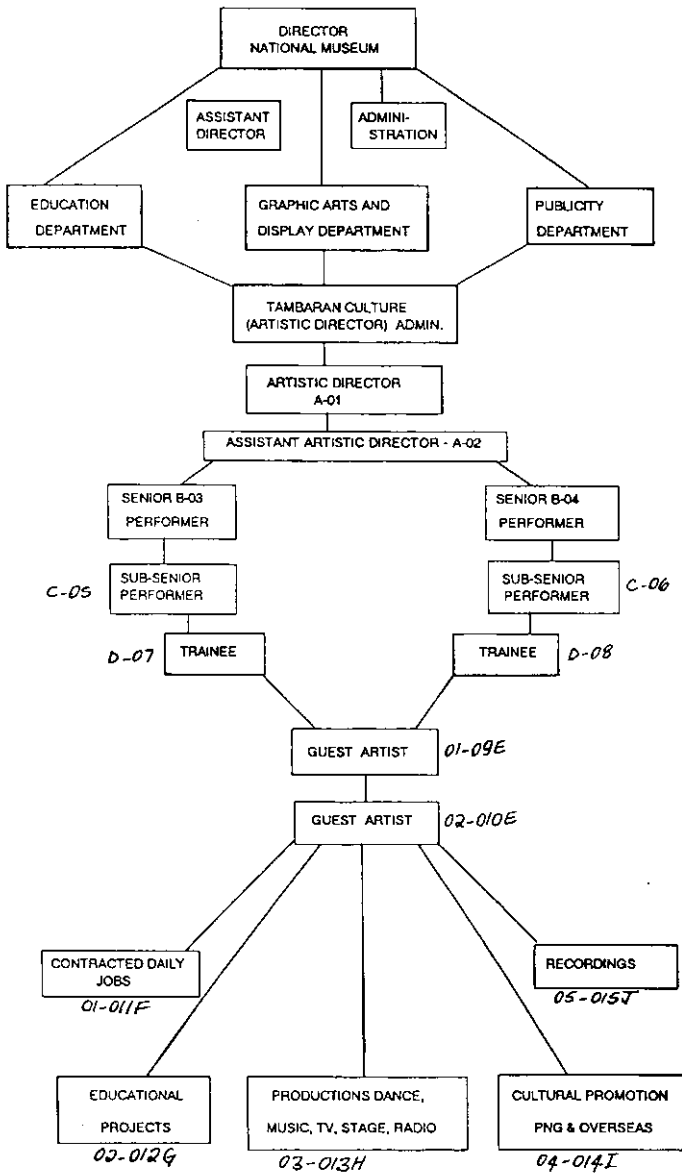 DIRECTOR
NATIONAL MUSEUM
ASSISTANT
DIRECTOR
ADMINI-
STRATION
EDUCATION
DEPARTMENT
GRAPHIC ARTS AND
DISPLAY DEPARTMENT
PUBLICITY
DEPARTMENT
TAMBARAN CULTURE
(ARTISTIC DIRECTOR) ADMIN.
ARTISTIC DIRECTOR
A-01
ASSISTANT ARTISTIC DIRECTOR - A-02
SENIOR B-03
PERFORMER
SENIOR B-04
PERFORMER
C-05
SUB-SENIOR
PERFORMER
SUB-SENIOR
PERFORMER
C-06
D-07
TRAINEE
TRAINEE
D-08
GUEST ARTIST
01-09E
GUEST ARTIST
02-010E
CONTRACTED DAILY
JOBS
01-011F
RECORDINGS
05-015J
EDUCATIONAL
PROJECTS
02-012G
PRODUCTIONS DANCE,
MUSIC, TV, STAGE, RADIO
03-013H
CULTURAL PROMOTION
PNG & OVERSEAS
04-014I